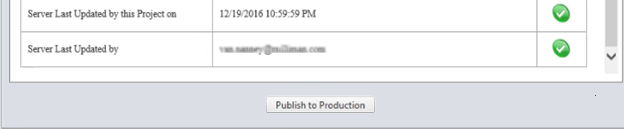 Server Last Updated by this Project on 12/19/2016 10:59:59 PM
Server Last Updated by
Publish to Production